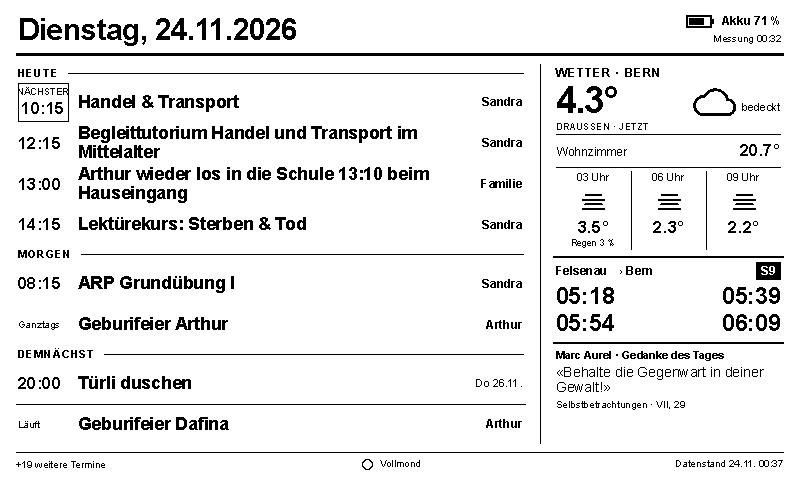 Dienstag, 24.11.2026
Akku 71 %
Messung 00:32
HEUTE
NÄCHSTER
10:15 Handel & Transport Sandra
12:15 Begleittutorium Handel und Transport im Mittelalter Sandra
13:00 Arthur wieder los in die Schule 13:10 beim Hauseingang Familie
14:15 Lektürekurs: Sterben & Tod Sandra
MORGEN
08:15 ARP Grundübung I Sandra
Ganztags Geburifeier Arthur Arthur
DEMNÄCHST
20:00 Türli duschen Do 26.11.
Läuft Geburifeier Dafina Arthur
WETTER · BERN
4.3° bedeckt
DRAUSSEN · JETZT
Wohnzimmer 20.7°
03 Uhr 06 Uhr 09 Uhr
3.5° 2.3° 2.2°
Regen 3 %
Felsenau › Bern S9
05:18 05:39
05:54 06:09
Marc Aurel · Gedanke des Tages
«Behalte die Gegenwart in deiner
Gewalt!»
Selbstbetrachtungen · VII, 29
+19 weitere Termine
Vollmond
Datenstand 24.11. 00:37